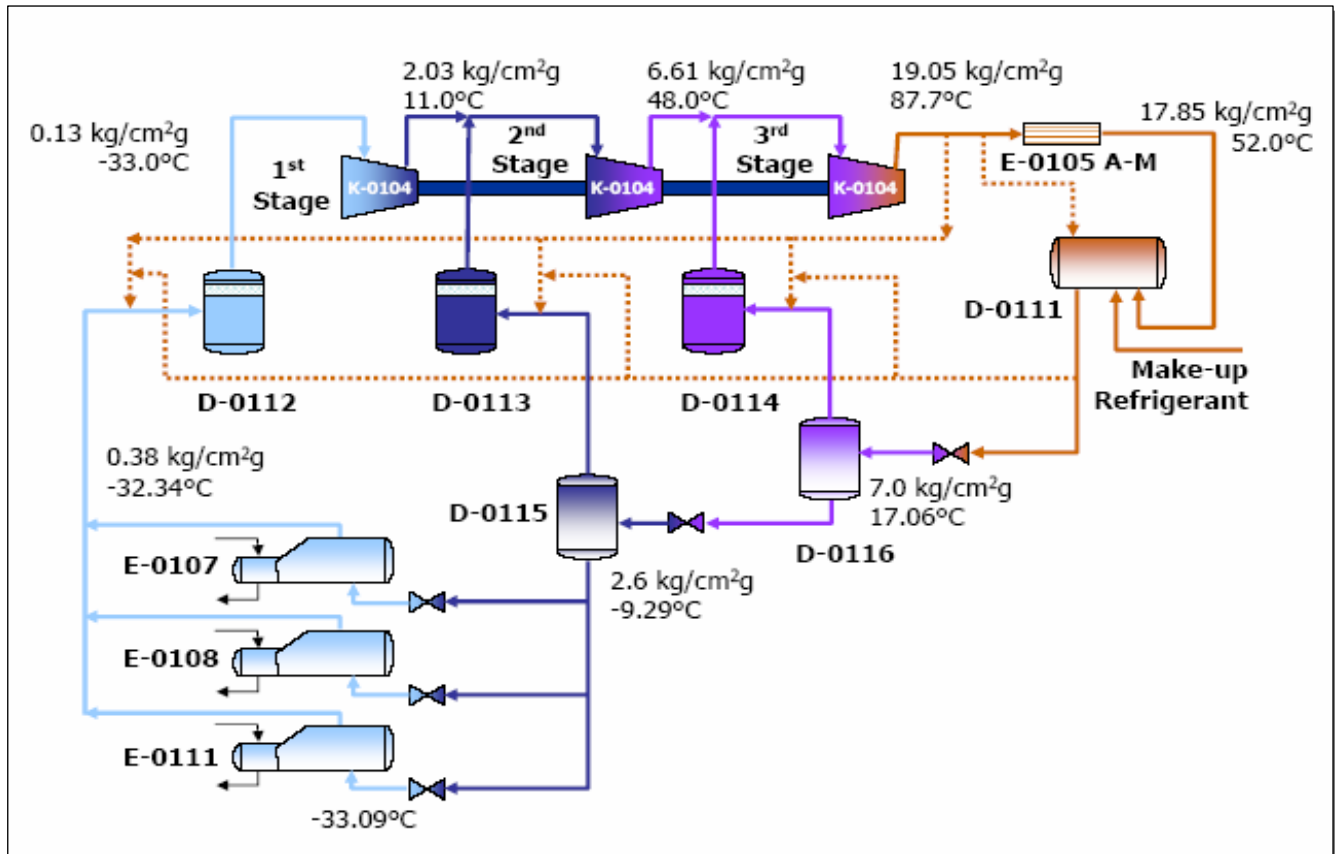 2.03 kg/cm²g
11.0°C
6.61 kg/cm²g
48.0°C
19.05 kg/cm²g
87.7°C
17.85 kg/cm²g
52.0°C
0.13 kg/cm²g
-33.0°C
1st
Stage
K-0104
2nd
Stage
K-0104
3rd
Stage
K-0104
E-0105 A-M
D-0111
Make-up
Refrigerant
D-0112
D-0113
D-0114
0.38 kg/cm²g
-32.34°C
D-0115
7.0 kg/cm²g
17.06°C
D-0116
2.6 kg/cm²g
-9.29°C
E-0107
E-0108
E-0111
-33.09°C